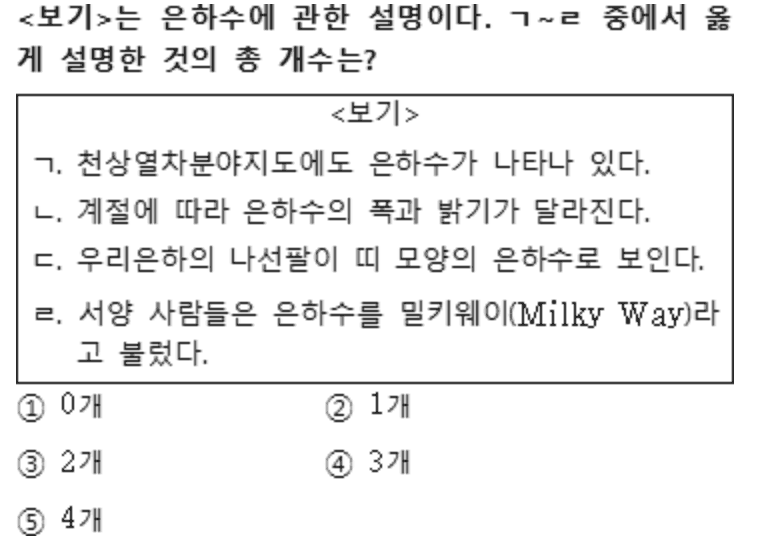 <보기>는 은하수에 관한 설명이다. ㄱ~ㄹ 중에서 옳
게 설명한 것의 총 개수는?
<보기>
ㄱ. 천상열차분야지도에도 은하수가 나타나 있다.
ㄴ. 계절에 따라 은하수의 폭과 밝기가 달라진다.
ㄷ. 우리은하의 나선팔이 띠 모양의 은하수로 보인다.
ㄹ. 서양 사람들은 은하수를 밀키웨이(Milky Way)라
고 불렀다.
① 0개 ② 1개
③ 2개 ④ 3개
⑤ 4개